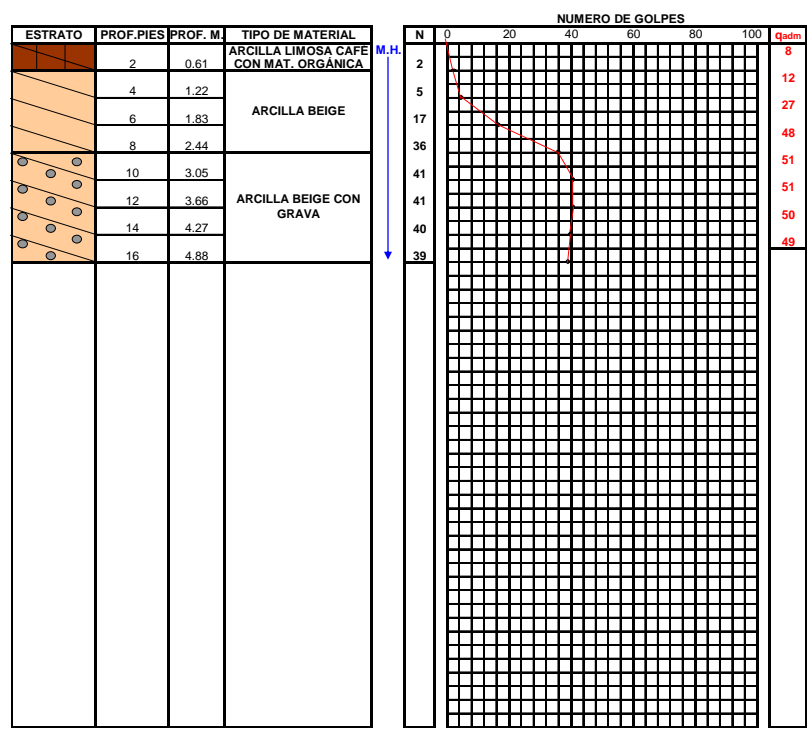 NUMERO DE GOLPES
ESTRATO PROF.PIES PROF. M. TIPO DE MATERIAL N 0 20 40 60 80 100 qadm
ARCILLA LIMOSA CAFÉ M.H. 8
2 0.61 CON MAT. ORGÁNICA 2
12
4 1.22 5
ARCILLA BEIGE 27
6 1.83 17
48
8 2.44 36
51
10 3.05 41
51
12 3.66 ARCILLA BEIGE CON 41
GRAVA 50
14 4.27 40
49
16 4.88 39